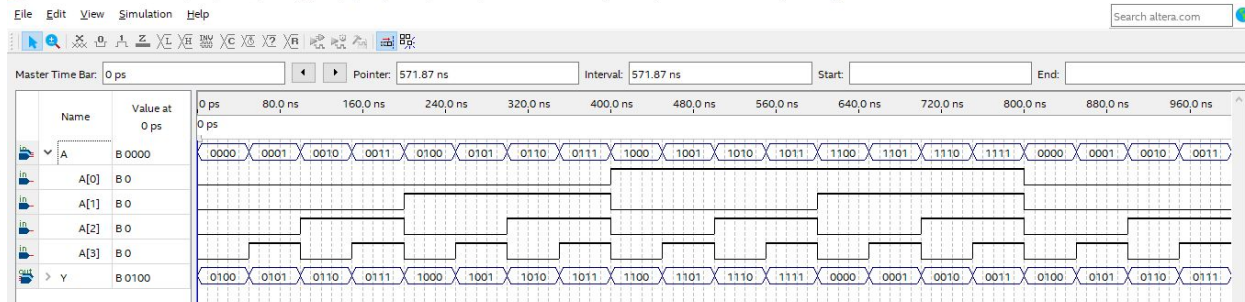 File Edit View Simulation Help
Search altera.com
Master Time Bar: 0 ps Pointer: 571.87 ns Interval: 571.87 ns Start: End:
Name Value at 0 ps
0 ps 80.0 ns 160.0 ns 240.0 ns 320.0 ns 400.0 ns 480.0 ns 560.0 ns 640.0 ns 720.0 ns 800.0 ns 880.0 ns 960.0 ns
0 ps
in A B 0000 0000 0001 0010 0011 0100 0101 0110 0111 1000 1001 1010 1011 1100 1101 1110 1111 0000 0001 0010 0011
in A[0] B 0
in A[1] B 0
in A[2] B 0
in A[3] B 0
out Y B 0100 0100 0101 0110 0111 1000 1001 1010 1011 1100 1101 1110 1111 0000 0001 0010 0011 0100 0101 0110 0111